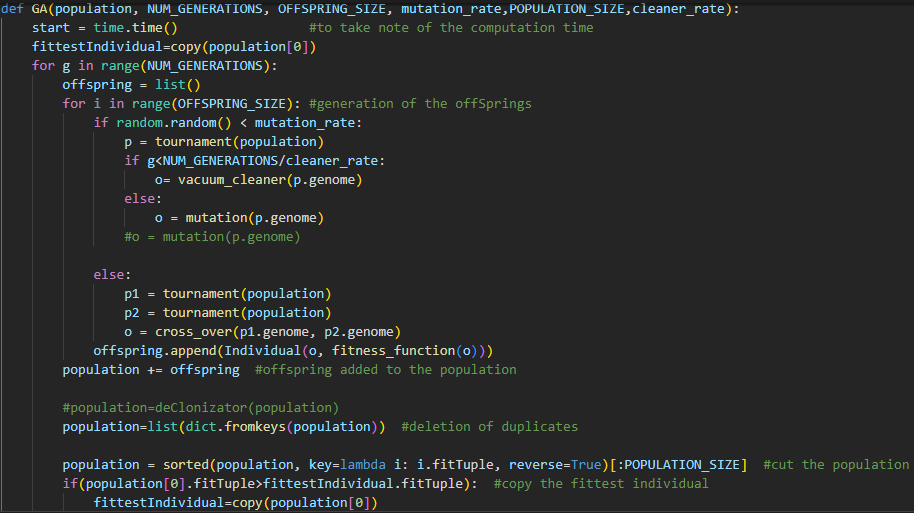 def GA(population, NUM_GENERATIONS, OFFSPRING_SIZE, mutation_rate,POPULATION_SIZE,cleaner_rate):
    start = time.time()                 #to take note of the computation time
    fittestIndividual=copy(population[0])
    for g in range(NUM_GENERATIONS):
        offspring = list()
        for i in range(OFFSPRING_SIZE): #generation of the offSprings
            if random.random() < mutation_rate:
                p = tournament(population)
                if g<NUM_GENERATIONS/cleaner_rate:
                    o= vacuum_cleaner(p.genome)
                else:
                    o = mutation(p.genome)
                #o = mutation(p.genome)
            else:
                p1 = tournament(population)
                p2 = tournament(population)
                o = cross_over(p1.genome, p2.genome)
            offspring.append(Individual(o, fitness_function(o)))
        population += offspring  #offspring added to the population
        #population=deClonizator(population)
        population=list(dict.fromkeys(population))  #deletion of duplicates
        population = sorted(population, key=lambda i: i.fitTuple, reverse=True)[:POPULATION_SIZE]  #cut the population
        if(population[0].fitTuple>fittestIndividual.fitTuple):  #copy the fittest individual
            fittestIndividual=copy(population[0])